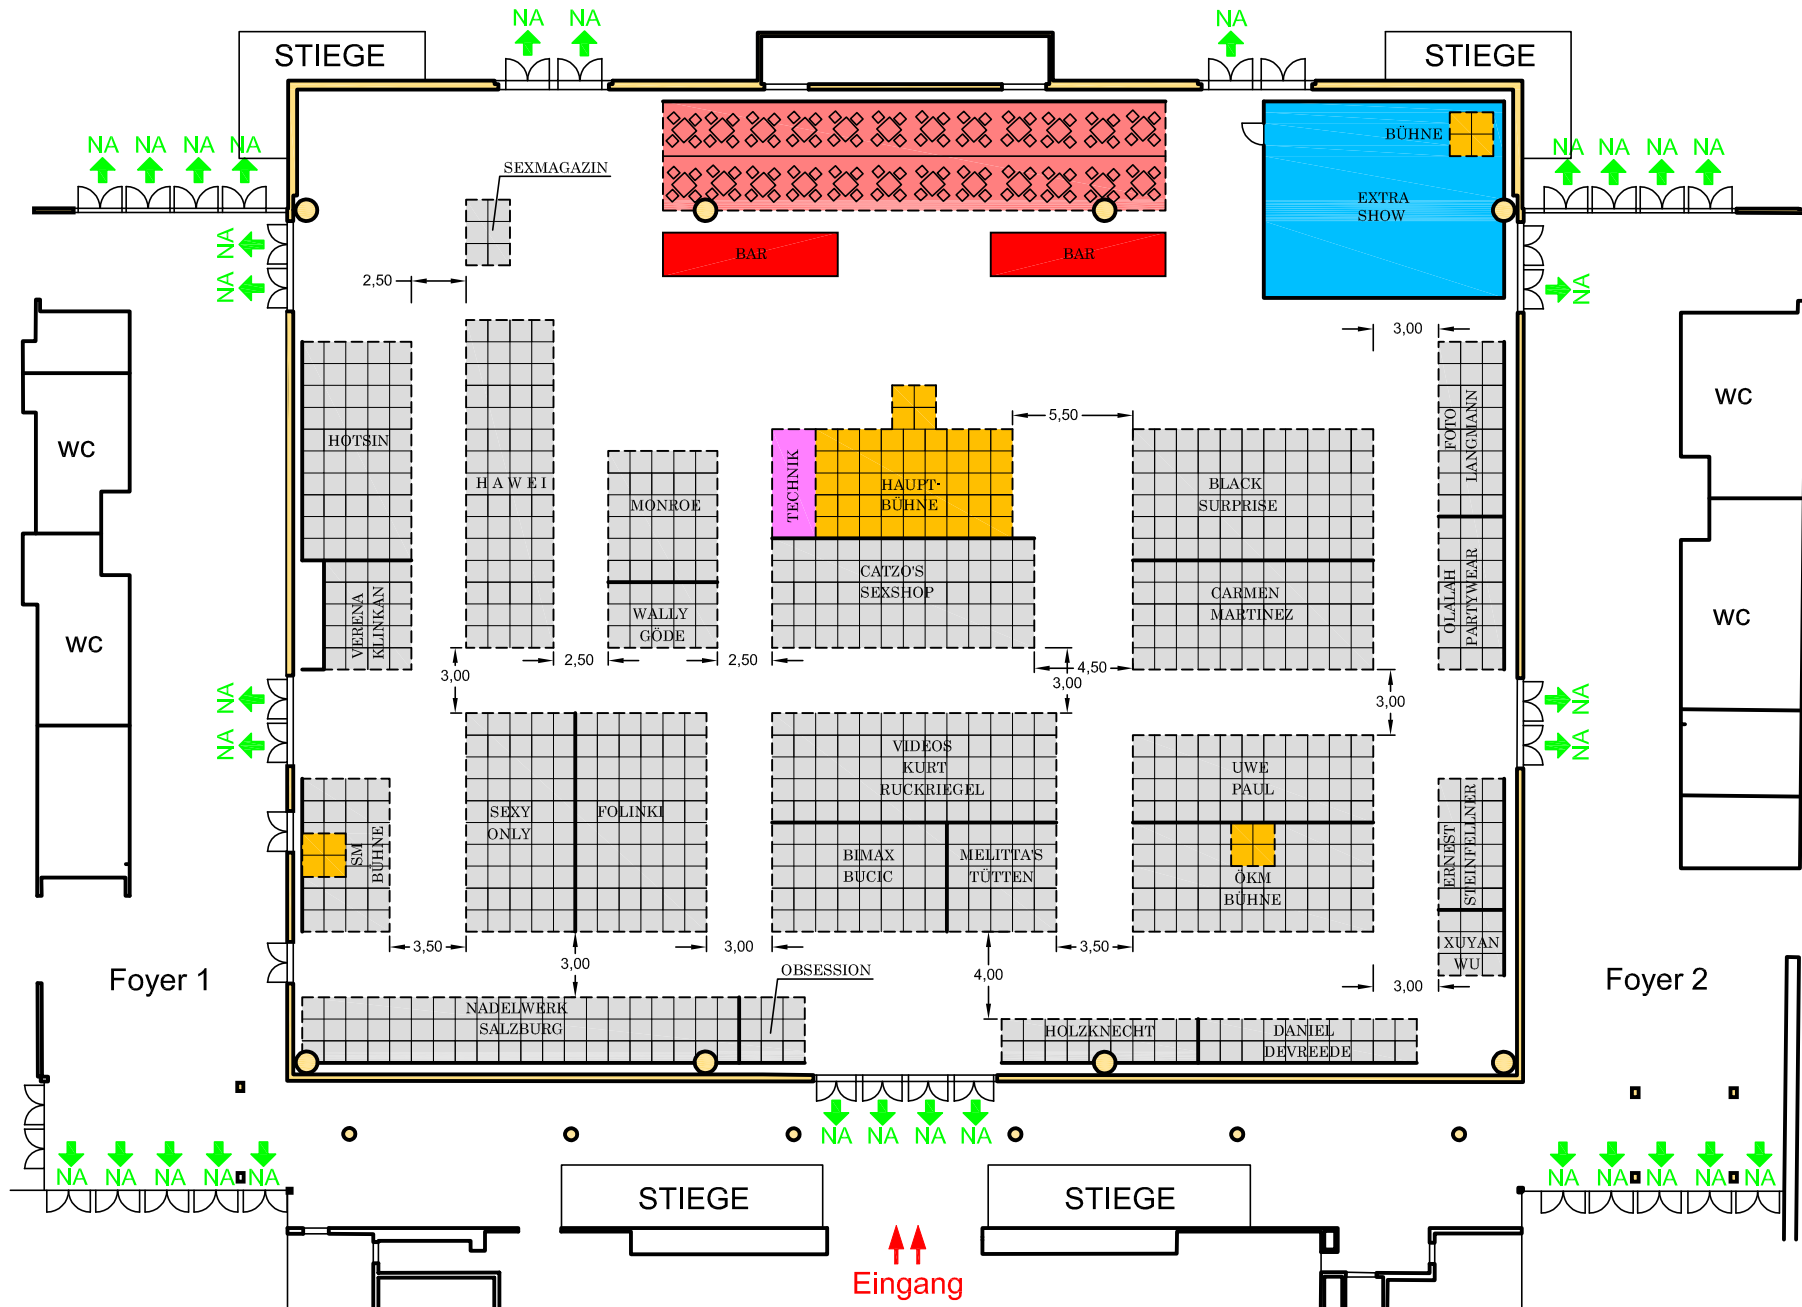 NA
NA
NA
STIEGE
STIEGE
NA
NA
NA
NA
NA
NA
NA
NA
BÜHNE
SEXMAGAZIN
EXTRA
SHOW
NA
NA
BAR
BAR
2,50
NA
3,00
WC
WC
HOTSIN
H A W E I
MONROE
TECHNIK
HAUPT-
BÜHNE
5,50
BLACK
SURPRISE
FOTO
LANGMANN
VERENA
KLINKAN
WALLY
GÖDE
CATZO'S
SEXSHOP
CARMEN
MARTINEZ
OLALAH
PARTYWEAR
WC
WC
3,00
2,50
2,50
4,50
3,00
3,00
NA
NA
NA
NA
SM
BÜHNE
SEXY
ONLY
FOLINKI
VIDEOS
KURT
RUCKRIEGEL
BIMAX
BUCIC
MELITTA'S
TÜTTEN
UWE
PAUL
ÖKM
BÜHNE
ERNEST
STEINFELLNER
XUYAN
WU
3,50
3,00
3,00
OBSESSION
4,00
3,50
3,00
Foyer 1
Foyer 2
NADELWERK
SALZBURG
HOLZKNECHT
DANIEL
DEVREEDE
NA
NA
NA
NA
NA
NA
NA
NA
NA
NA
NA
NA
NA
NA
STIEGE
STIEGE
Eingang